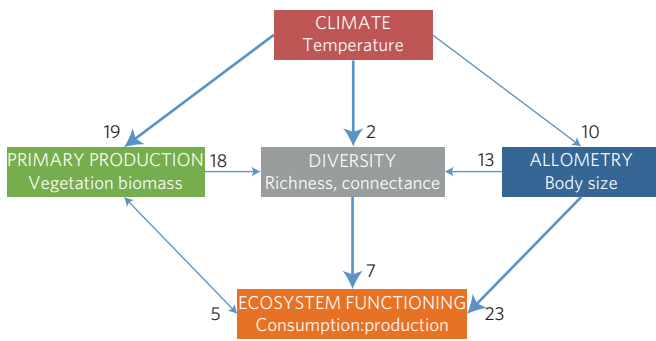 CLIMATE
Temperature
19
2
10
PRIMARY PRODUCTION
Vegetation biomass
18
DIVERSITY
Richness, connectance
13
ALLOMETRY
Body size
7
5
ECOSYSTEM FUNCTIONING
Consumption:production
23